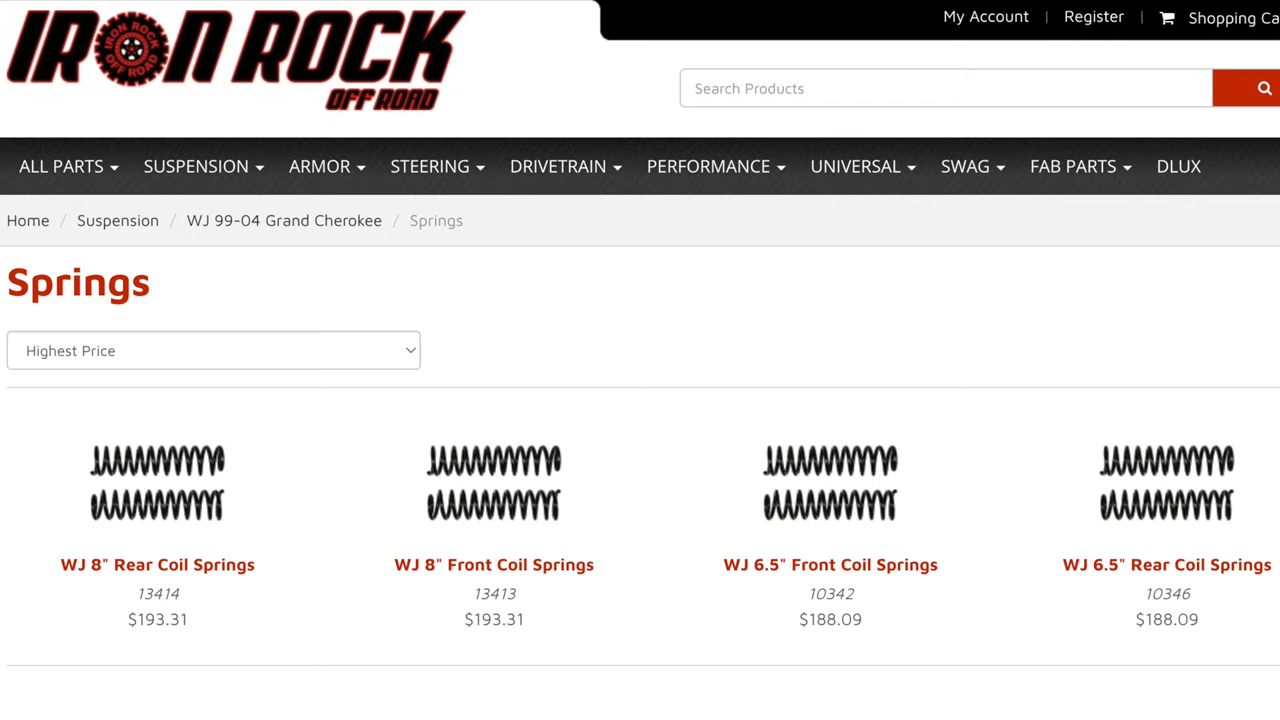 IRON ROCK
IRON ROCK
OFF ROAD
OFF ROAD
My Account | Register | Shopping Ca
Search Products
ALL PARTS SUSPENSION ARMOR STEERING DRIVETRAIN PERFORMANCE UNIVERSAL SWAG FAB PARTS DLUX
Home / Suspension / WJ 99-04 Grand Cherokee / Springs
Springs
Highest Price
WJ 8" Rear Coil Springs
13414
$193.31
WJ 8" Front Coil Springs
13413
$193.31
WJ 6.5" Front Coil Springs
10342
$188.09
WJ 6.5" Rear Coil Springs
10346
$188.09